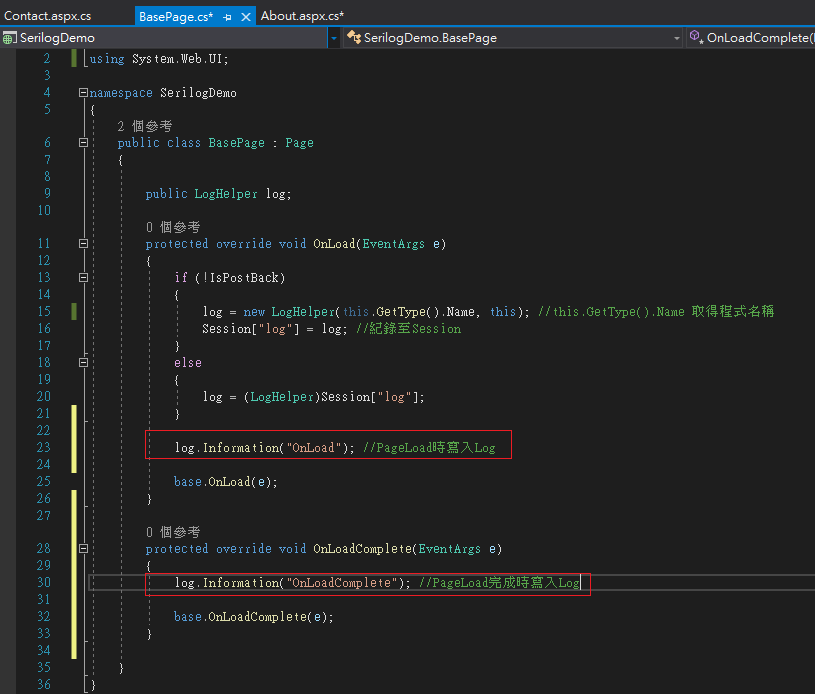 Contact.aspx.cs BasePage.cs* About.aspx.cs*
SerilogDemo SerilogDemo.BasePage OnLoadComplete(
2 using System.Web.UI;
3
4 namespace SerilogDemo
5 {
2 個參考
6 public class BasePage : Page
7 {
8
9 public LogHelper log;
10
0 個參考
11 protected override void OnLoad(EventArgs e)
12 {
13 if (!IsPostBack)
14 {
15 log = new LogHelper(this.GetType().Name, this); //this.GetType().Name 取得程式名稱
16 Session["log"] = log; //紀錄至Session
17 }
18 else
19 {
20 log = (LogHelper)Session["log"];
21 }
22
23 log.Information("OnLoad"); //PageLoad時寫入Log
24
25 base.OnLoad(e);
26 }
27
0 個參考
28 protected override void OnLoadComplete(EventArgs e)
29 {
30 log.Information("OnLoadComplete"); //PageLoad完成時寫入Log
31
32 base.OnLoadComplete(e);
33 }
34
35 }
36 }